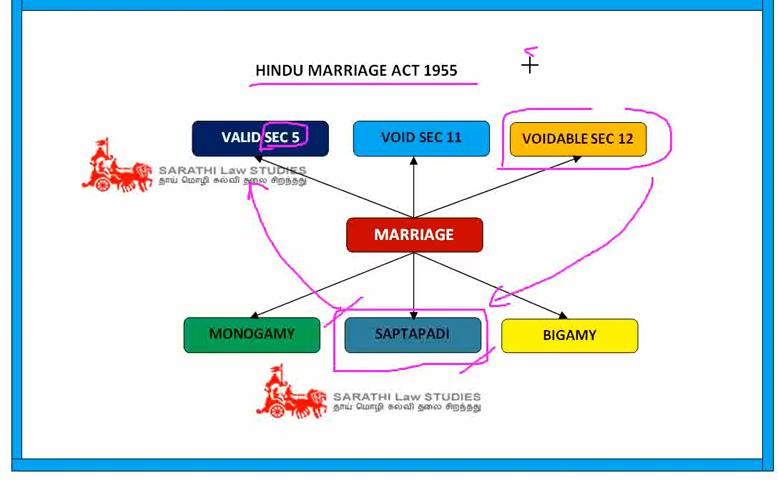 HINDU MARRIAGE ACT 1955
VALID SEC 5
VOID SEC 11
VOIDABLE SEC 12
SARATHI Law STUDIES
தாய் மொழி கல்வி தலை சிறந்தது
MARRIAGE
MONOGAMY
SAPTAPADI
BIGAMY
SARATHI Law STUDIES
தாய் மொழி கல்வி தலை சிறந்தது